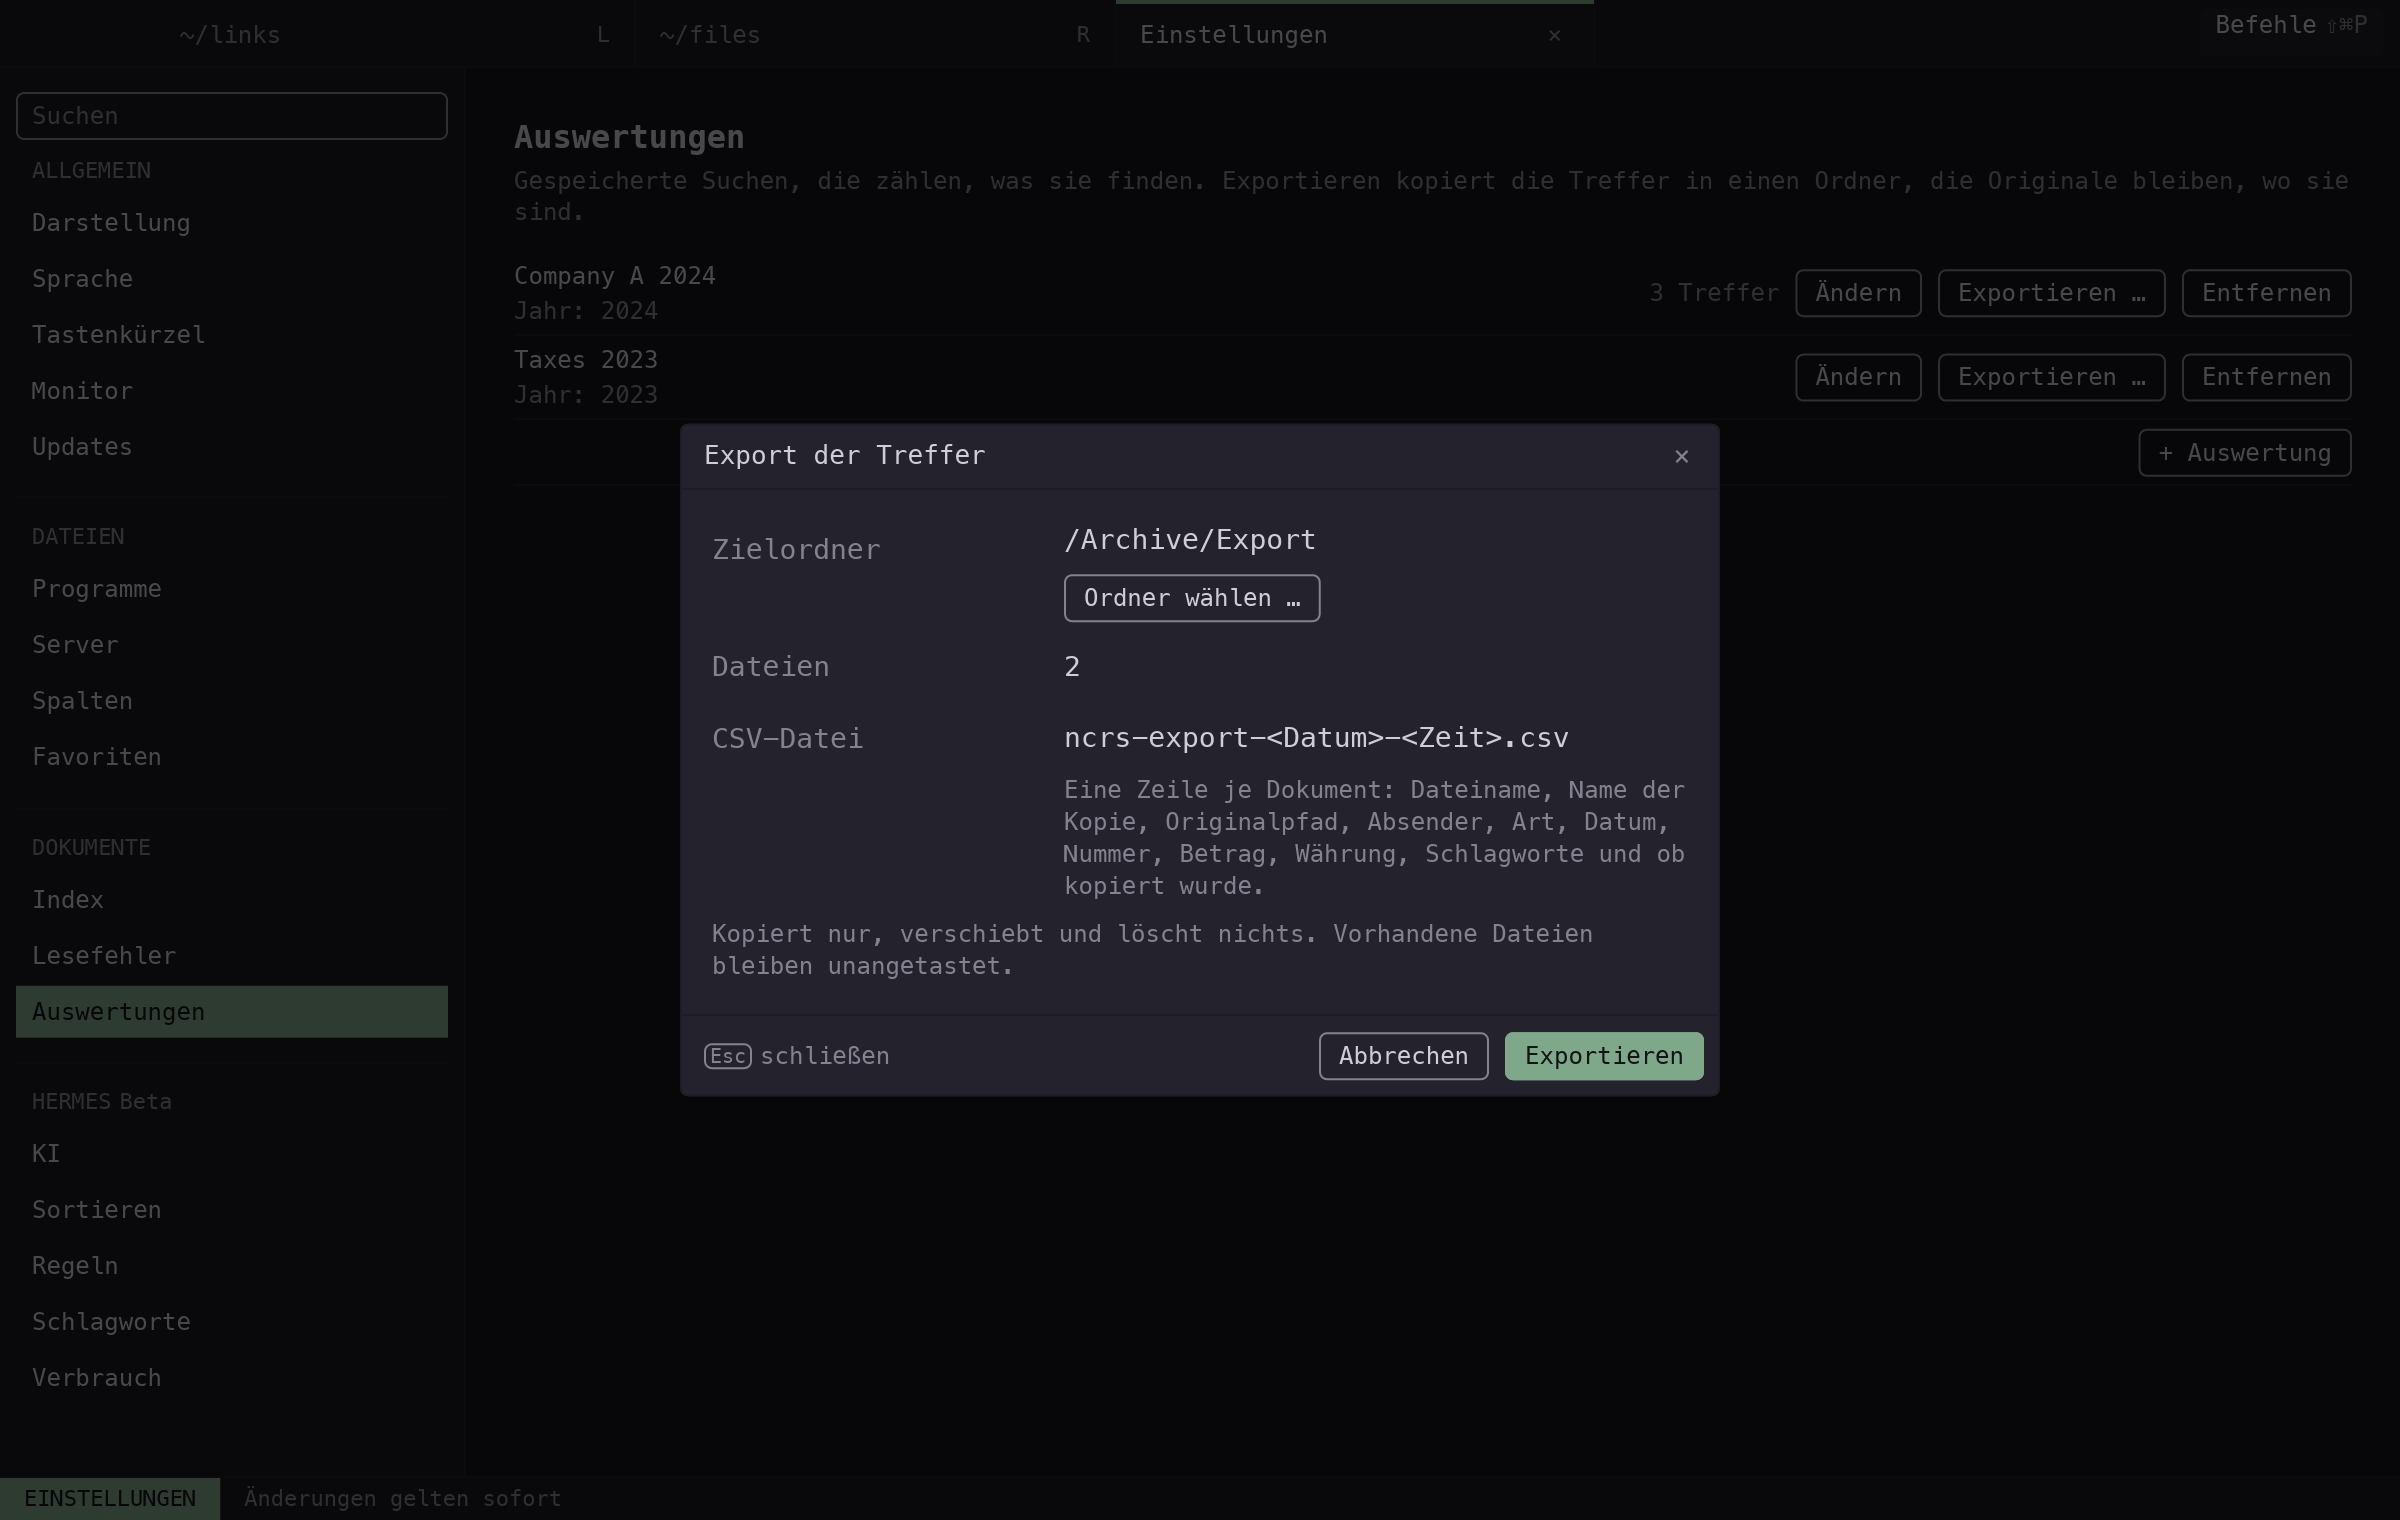 ~/links L ~/files R Einstellungen × Befehle ⇧⌘P
Suchen
ALLGEMEIN
Darstellung
Sprache
Tastenkürzel
Monitor
Updates
DATEIEN
Programme
Server
Spalten
Favoriten
DOKUMENTE
Index
Lesefehler
Auswertungen
HERMES Beta
KI
Sortieren
Regeln
Schlagworte
Verbrauch
Auswertungen
Gespeicherte Suchen, die zählen, was sie finden. Exportieren kopiert die Treffer in einen Ordner, die Originale bleiben, wo sie
sind.
Company A 2024
Jahr: 2024
3 Treffer Ändern Exportieren … Entfernen
Taxes 2023
Jahr: 2023
Ändern Exportieren … Entfernen
+ Auswertung
Export der Treffer ×
Zielordner /Archive/Export
Ordner wählen …
Dateien 2
CSV-Datei ncrs-export-<Datum>-<Zeit>.csv
Eine Zeile je Dokument: Dateiname, Name der
Kopie, Originalpfad, Absender, Art, Datum,
Nummer, Betrag, Währung, Schlagworte und ob
kopiert wurde.
Kopiert nur, verschiebt und löscht nichts. Vorhandene Dateien
bleiben unangetastet.
Esc schließen Abbrechen Exportieren
EINSTELLUNGEN Änderungen gelten sofort